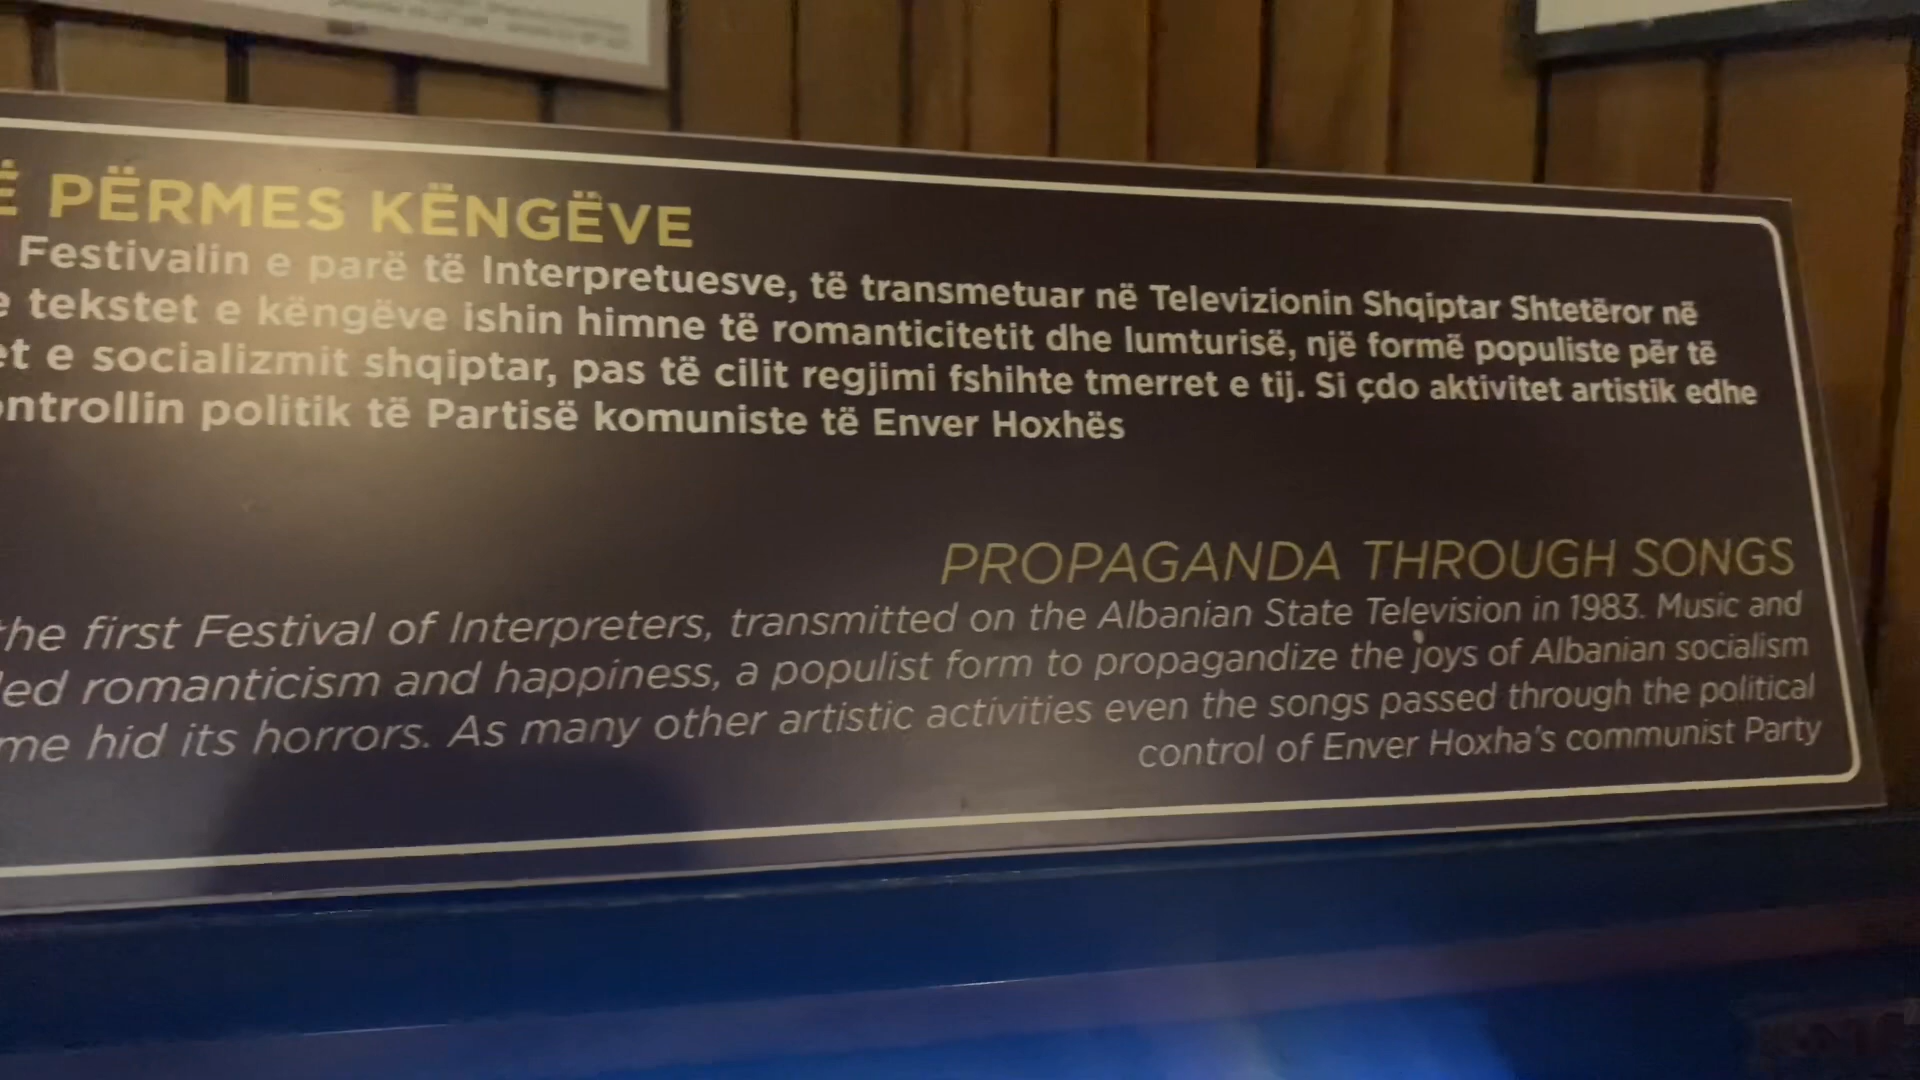 PËRMES KËNGËVE
Festivalin e parë të Interpretuesve, të transmetuar në Televizionin Shqiptar Shtetëror në
tekstet e këngëve ishin himne të romanticitetit dhe lumturisë, një formë populiste për të
e socializmit shqiptar, pas të cilit regjimi fshihte tmerret e tij. Si çdo aktivitet artistik edhe
ntrollin politik të Partisë komuniste të Enver Hoxhës
PROPAGANDA THROUGH SONGS
the first Festival of Interpreters, transmitted on the Albanian State Television in 1983. Music and
ed romanticism and happiness, a populist form to propagandize the joys of Albanian socialism
me hid its horrors. As many other artistic activities even the songs passed through the political
control of Enver Hoxha's communist Party